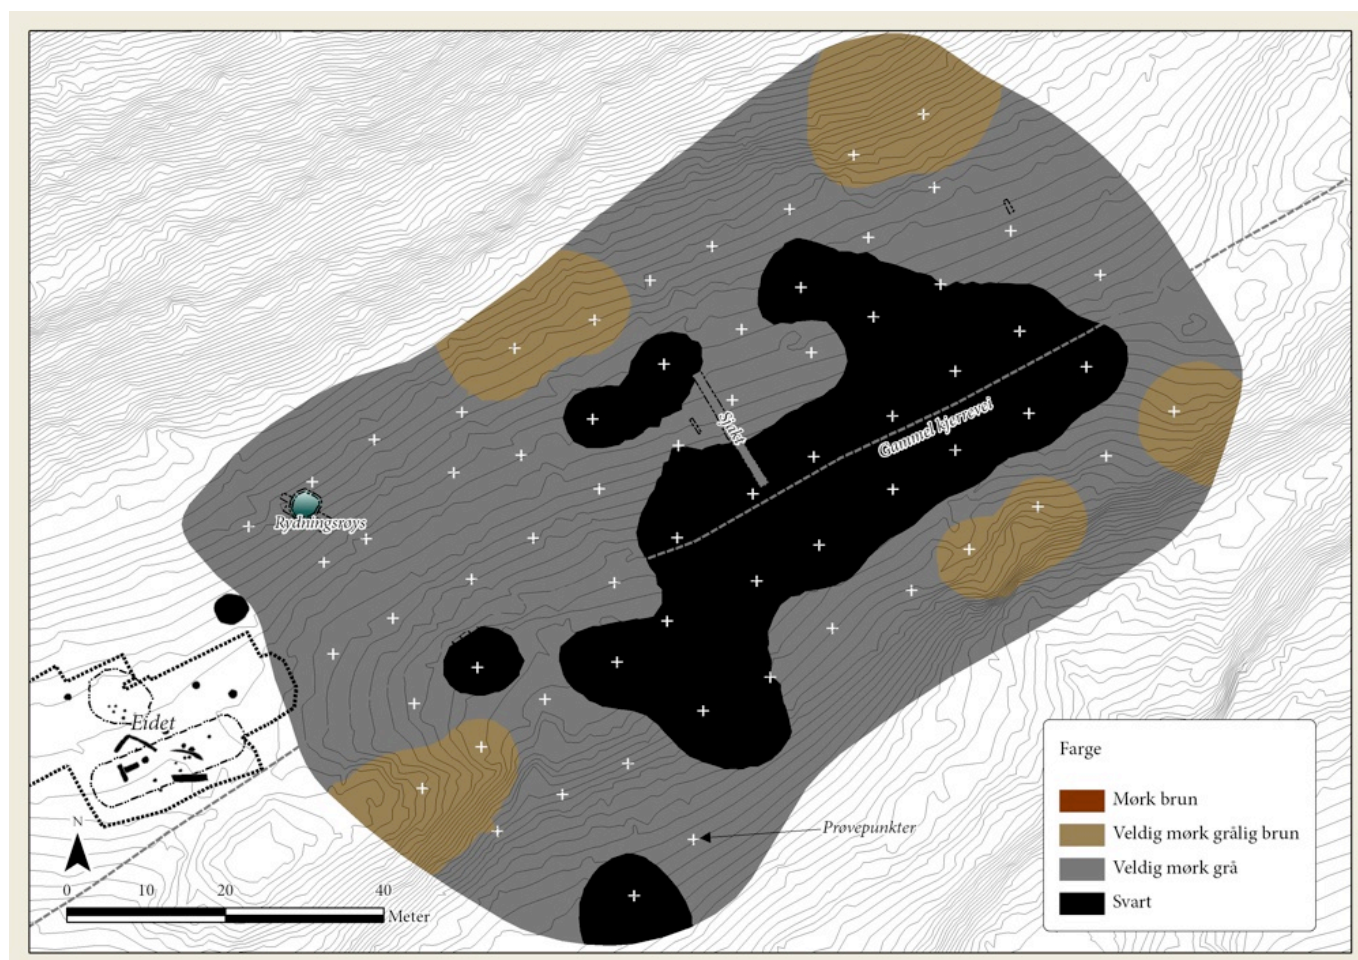 Sjakt
Gammel kjerrevei
Rydningsrøys
Eidet
Farge
Mørk brun
Veldig mørk grålig brun
Veldig mørk grå
Svart
Prøvepunkter
N
0 10 20 40
Meter